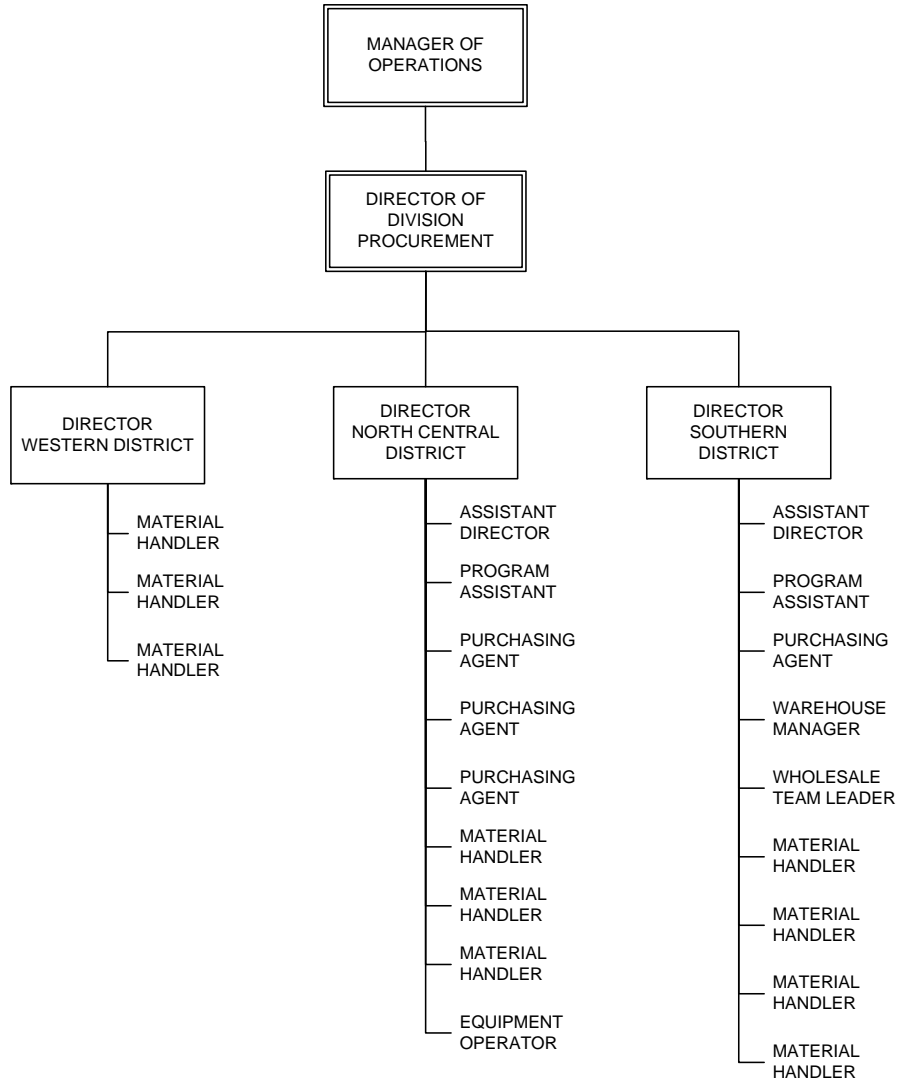 MANAGER OF
OPERATIONS
DIRECTOR OF
DIVISION
PROCUREMENT
DIRECTOR
WESTERN DISTRICT
MATERIAL
HANDLER
MATERIAL
HANDLER
MATERIAL
HANDLER
DIRECTOR
NORTH CENTRAL
DISTRICT
ASSISTANT
DIRECTOR
PROGRAM
ASSISTANT
PURCHASING
AGENT
PURCHASING
AGENT
PURCHASING
AGENT
MATERIAL
HANDLER
MATERIAL
HANDLER
MATERIAL
HANDLER
EQUIPMENT
OPERATOR
DIRECTOR
SOUTHERN
DISTRICT
ASSISTANT
DIRECTOR
PROGRAM
ASSISTANT
PURCHASING
AGENT
WAREHOUSE
MANAGER
WHOLESALE
TEAM LEADER
MATERIAL
HANDLER
MATERIAL
HANDLER
MATERIAL
HANDLER
MATERIAL
HANDLER